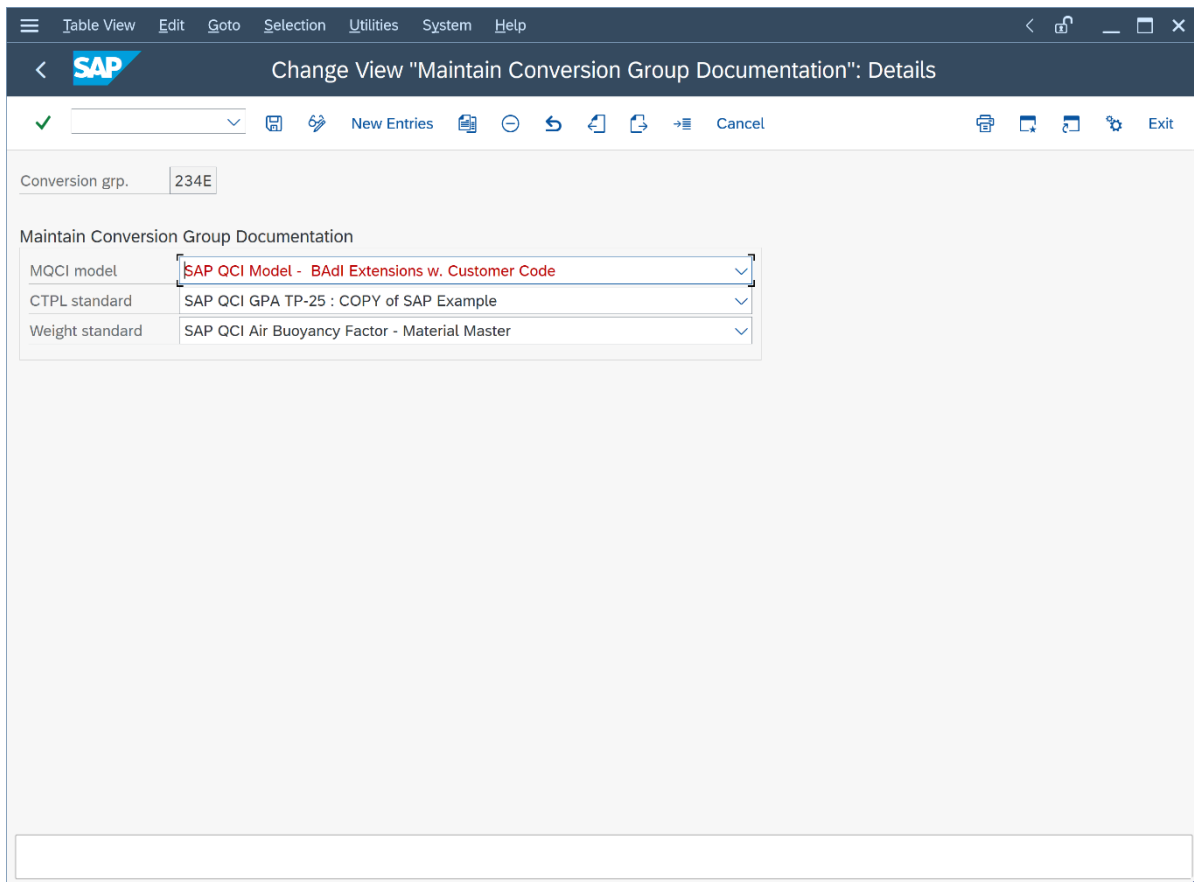 Table View Edit Goto Selection Utilities System Help
SAP Change View "Maintain Conversion Group Documentation": Details
New Entries Cancel Exit
Conversion grp. 234E
Maintain Conversion Group Documentation
MQCI model SAP QCI Model -  BAdI Extensions w. Customer Code
CTPL standard SAP QCI GPA TP-25 : COPY of SAP Example
Weight standard SAP QCI Air Buoyancy Factor - Material Master